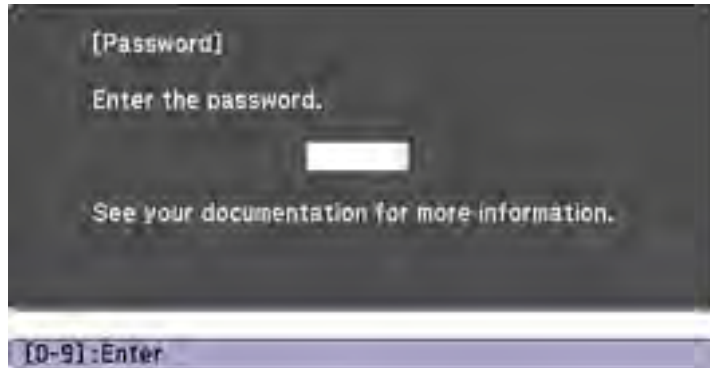 [Password]
Enter the password.
See your documentation for more information.
[0-9]:Enter